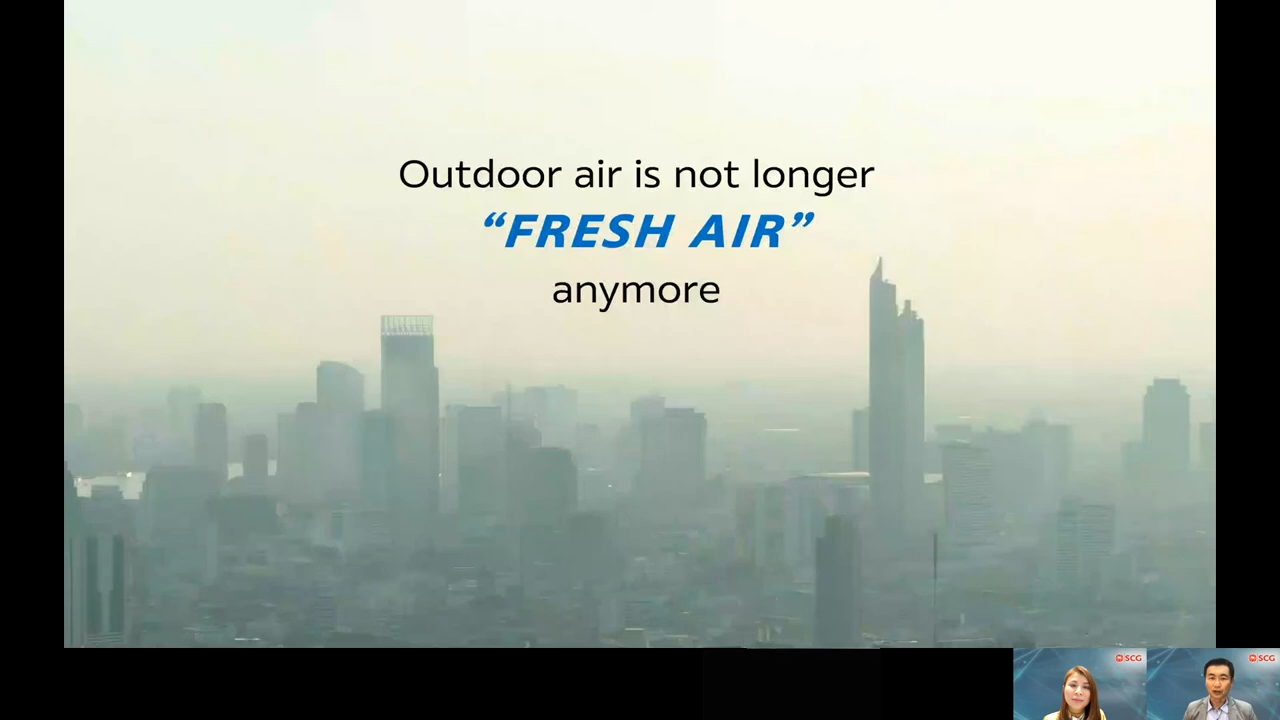 Outdoor air is not longer
“FRESH AIR”
anymore
SCG
SCG